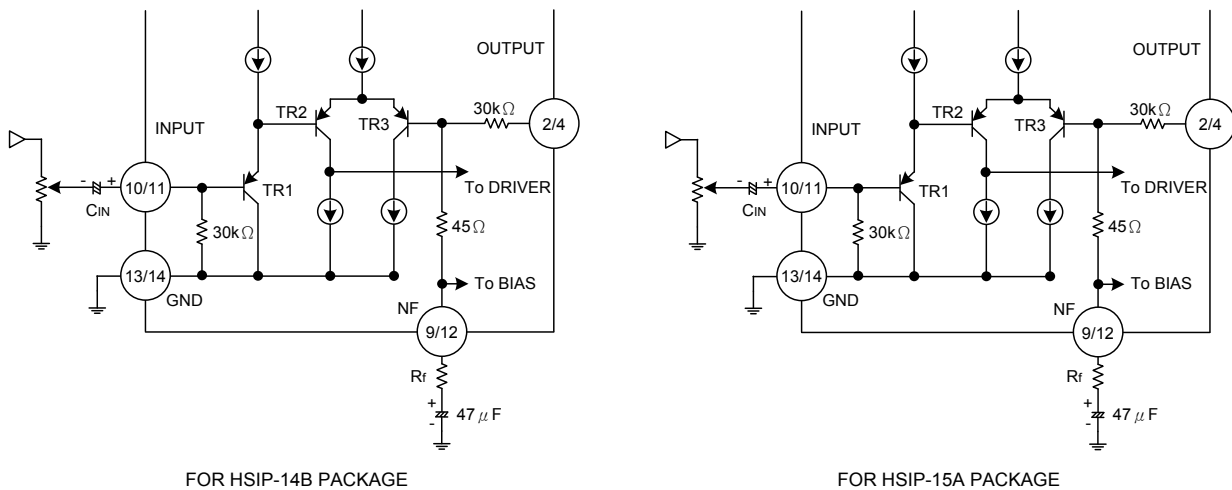 OUTPUT
30kΩ
2/4
TR2
TR3
INPUT
10/11
- +
CIN
TR1
To DRIVER
30kΩ
45Ω
13/14
GND
To BIAS
NF
9/12
Rf
+
47μF
-
FOR HSIP-14B PACKAGE
OUTPUT
30kΩ
2/4
TR2
TR3
INPUT
10/11
- +
CIN
TR1
To DRIVER
30kΩ
45Ω
13/14
GND
To BIAS
NF
9/12
Rf
+
47μF
-
FOR HSIP-15A PACKAGE